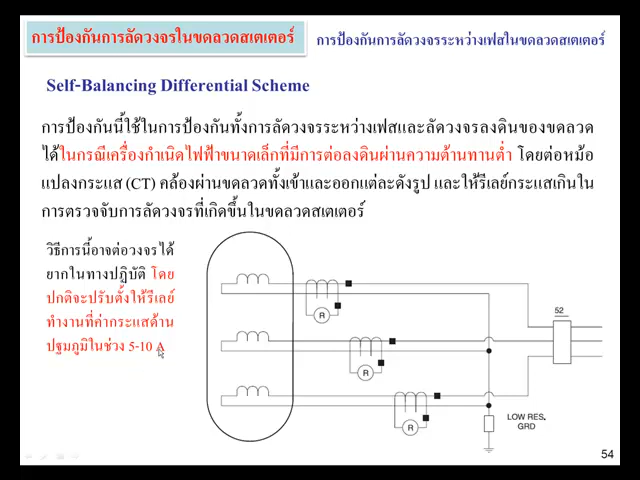 การป้องกันการลัดวงจรในขดลวดสเตเตอร์
การป้องกันการลัดวงจรระหว่างเฟสในขดลวดสเตเตอร์
Self-Balancing Differential Scheme
การป้องกันนี้ใช้ในการป้องกันทั้งการลัดวงจรระหว่างเฟสและลัดวงจรลงดินของขดลวด
ได้ในกรณีเครื่องกำเนิดไฟฟ้าขนาดเล็กที่มีการต่อลงดินผ่านความต้านทานต่ำ โดยต่อหม้อ
แปลงกระแส (CT) คล้องผ่านขดลวดทั้งเข้าและออกแต่ละดังรูป และให้รีเลย์กระแสเกินใน
การตรวจจับการลัดวงจรที่เกิดขึ้นในขดลวดสเตเตอร์
วิธีการนี้อาจต่อวงจรได้
ยากในทางปฏิบัติ โดย
ปกติจะปรับตั้งให้รีเลย์
ทำงานที่ค่ากระแสด้าน
ปฐมภูมิในช่วง 5-10 A
R
52
R
R
LOW RES.
GRD
54